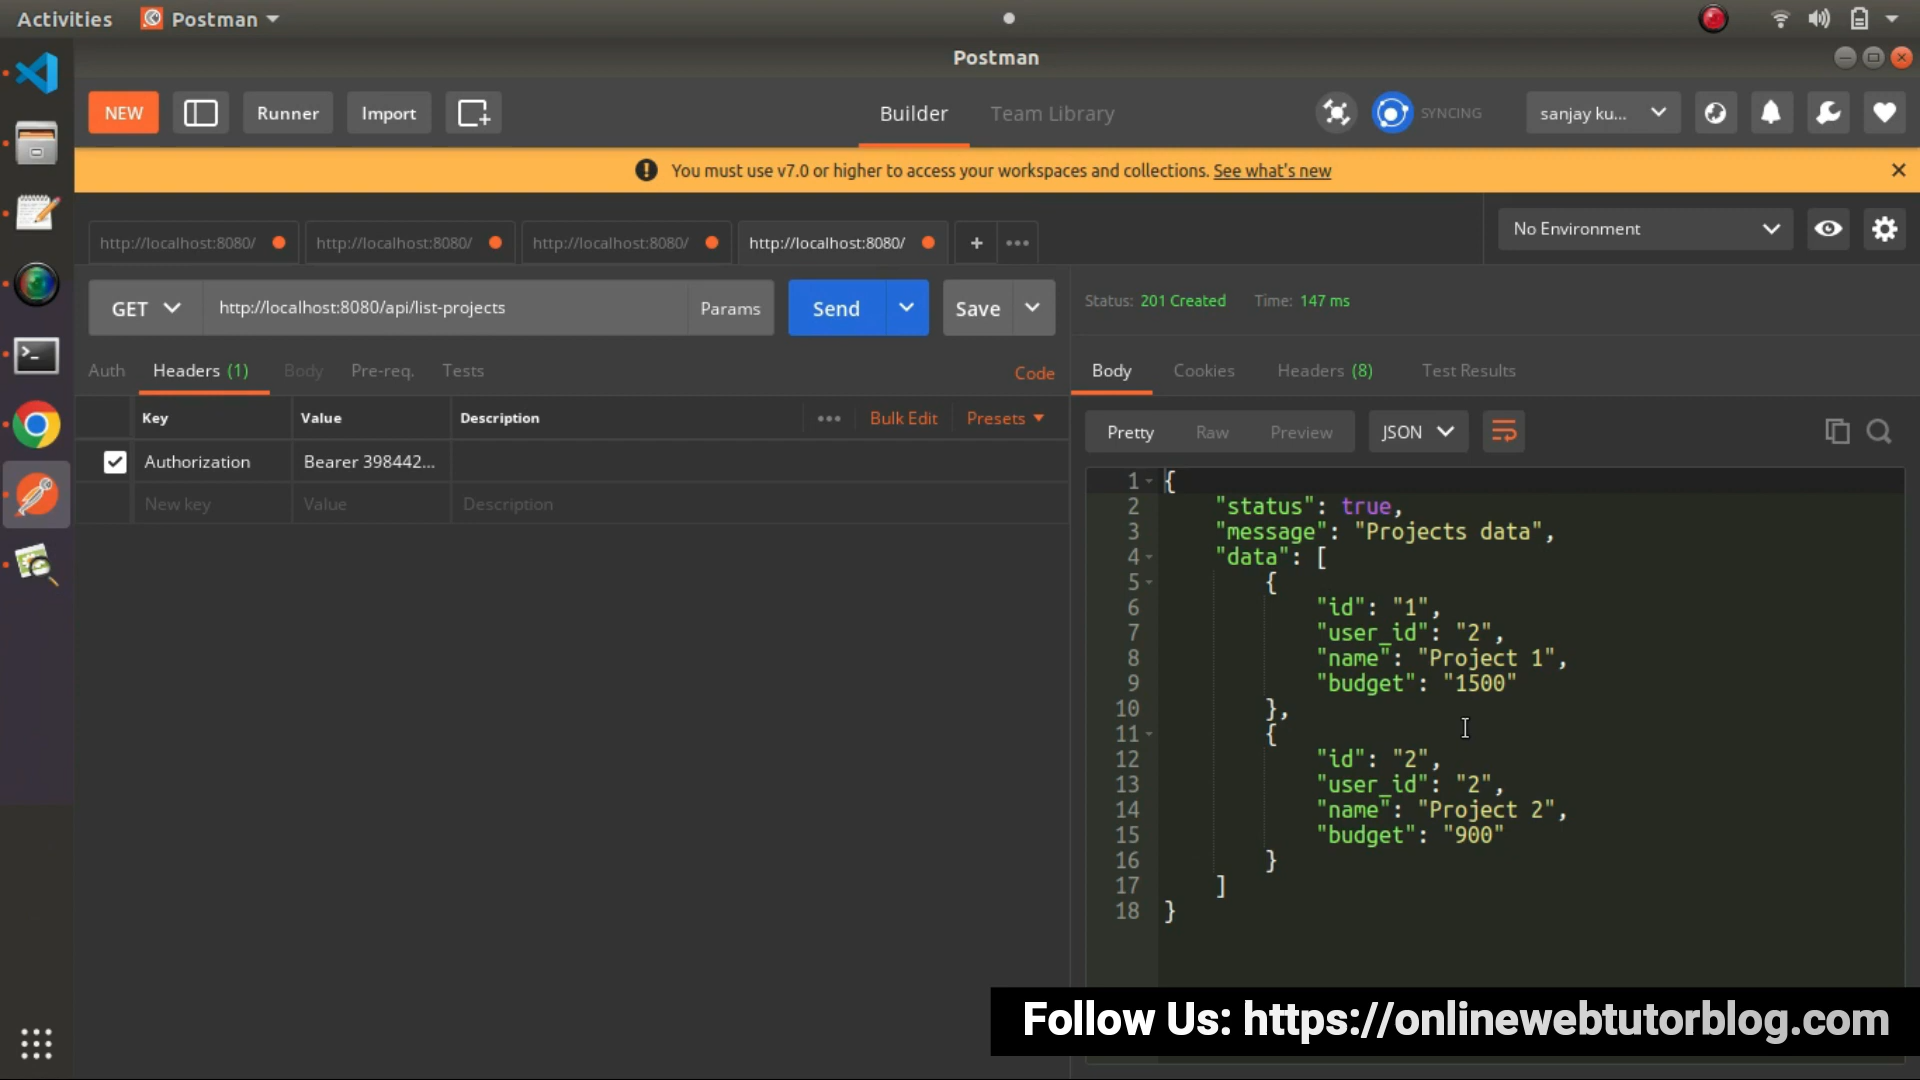 Activities Postman
Postman
NEW Runner Import Builder Team Library SYNCING sanjay ku...
You must use v7.0 or higher to access your workspaces and collections. See what's new
http://localhost:8080/ http://localhost:8080/ http://localhost:8080/ http://localhost:8080/ + ••• No Environment
GET http://localhost:8080/api/list-projects Params Send Save
Status: 201 Created Time: 147 ms
Auth Headers (1) Body Pre-req. Tests Code
Body Cookies Headers (8) Test Results
Key Value Description ••• Bulk Edit Presets
Authorization Bearer 398442...
New key Value Description
Pretty Raw Preview JSON
1 {
2 "status": true,
3 "message": "Projects data",
4 "data": [
5 {
6 "id": "1",
7 "user_id": "2",
8 "name": "Project 1",
9 "budget": "1500"
10 },
11 {
12 "id": "2",
13 "user_id": "2",
14 "name": "Project 2",
15 "budget": "900"
16 }
17 ]
18 }
Follow Us: https://onlinewebtutorblog.com